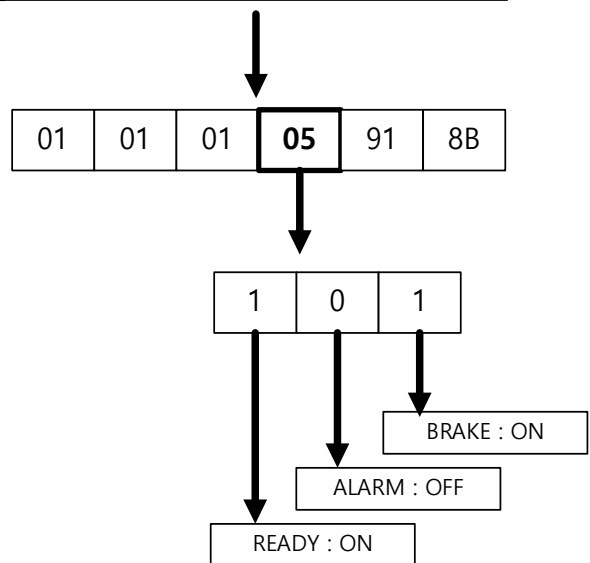 01 01 01 05 91 8B
1 0 1
BRAKE : ON
ALARM : OFF
READY : ON